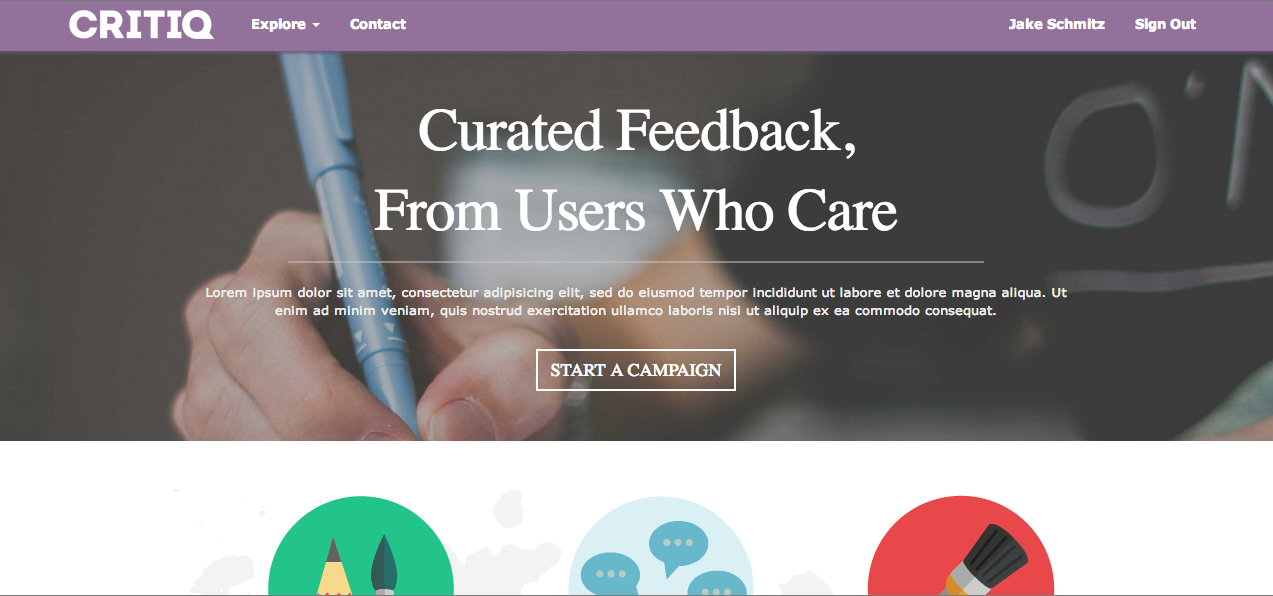 CRITIQ
Explore
Contact
Jake Schmitz
Sign Out
Curated Feedback,
From Users Who Care
Lorem ipsum dolor sit amet, consectetur adipisicing elit, sed do eiusmod tempor incididunt ut labore et dolore magna aliqua. Ut
enim ad minim veniam, quis nostrud exercitation ullamco laboris nisi ut aliquip ex ea commodo consequat.
START A CAMPAIGN